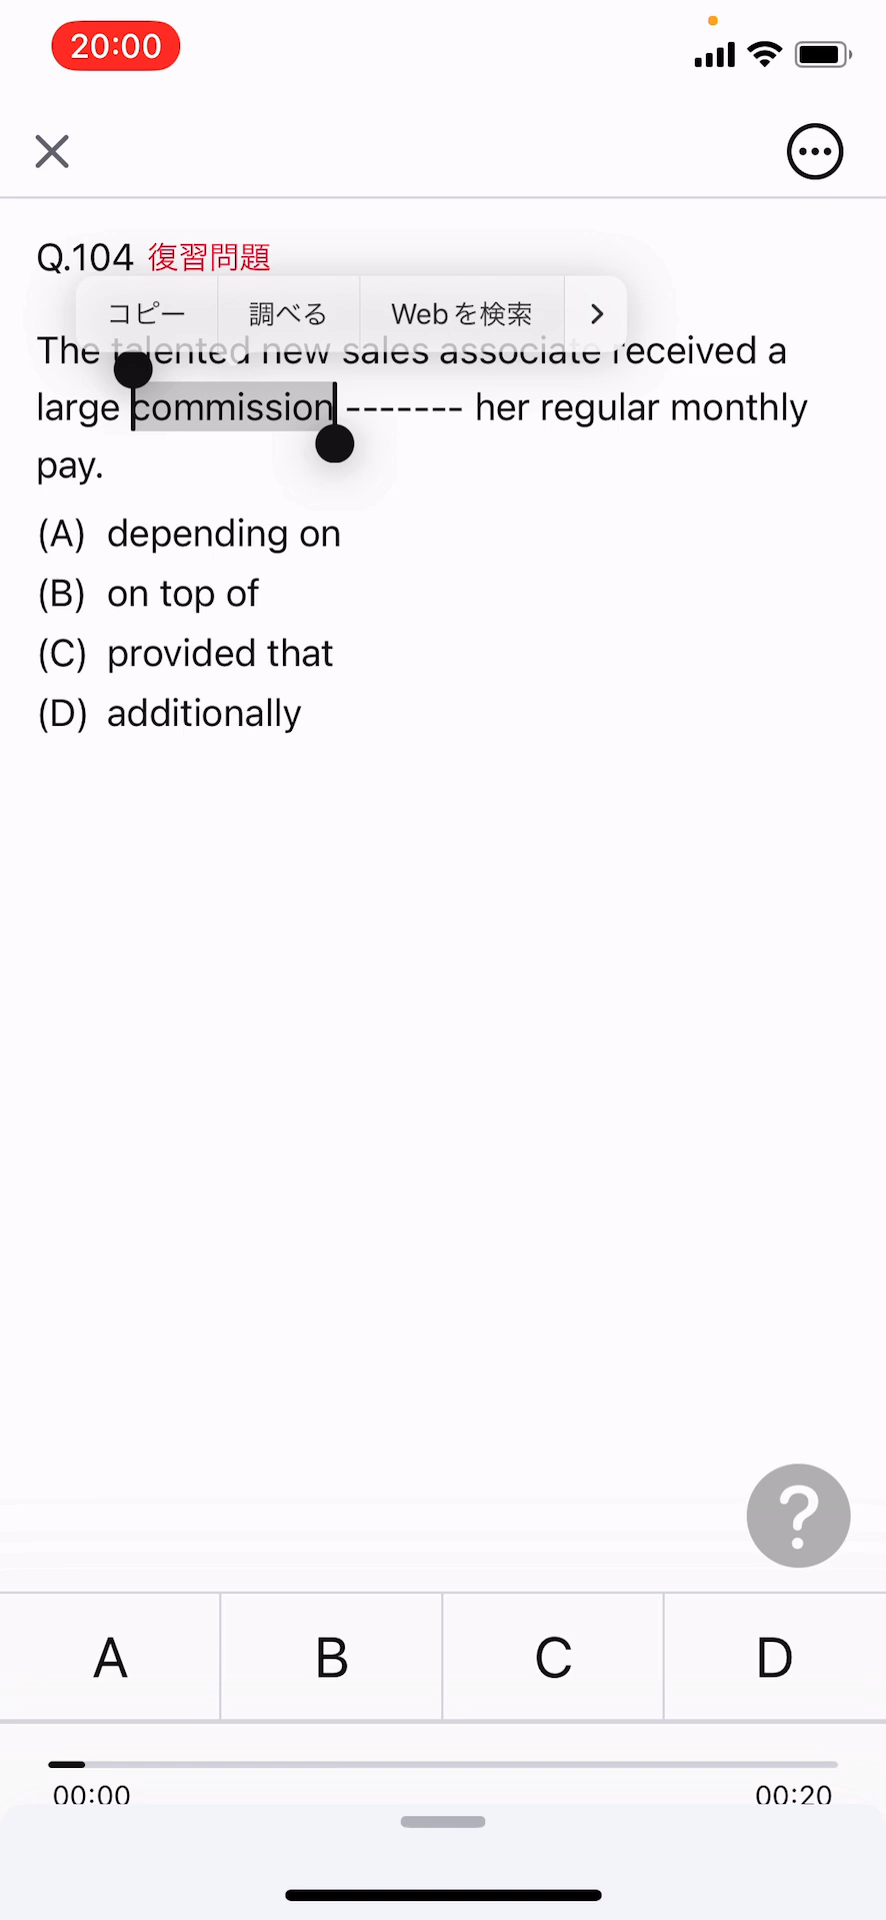 20:00
Q.104 復習問題
コピー 調べる Webを検索
The talented new sales associate received a
large commission ------- her regular monthly
pay.
(A) depending on
(B) on top of
(C) provided that
(D) additionally
?
A B C D
00:00 00:20